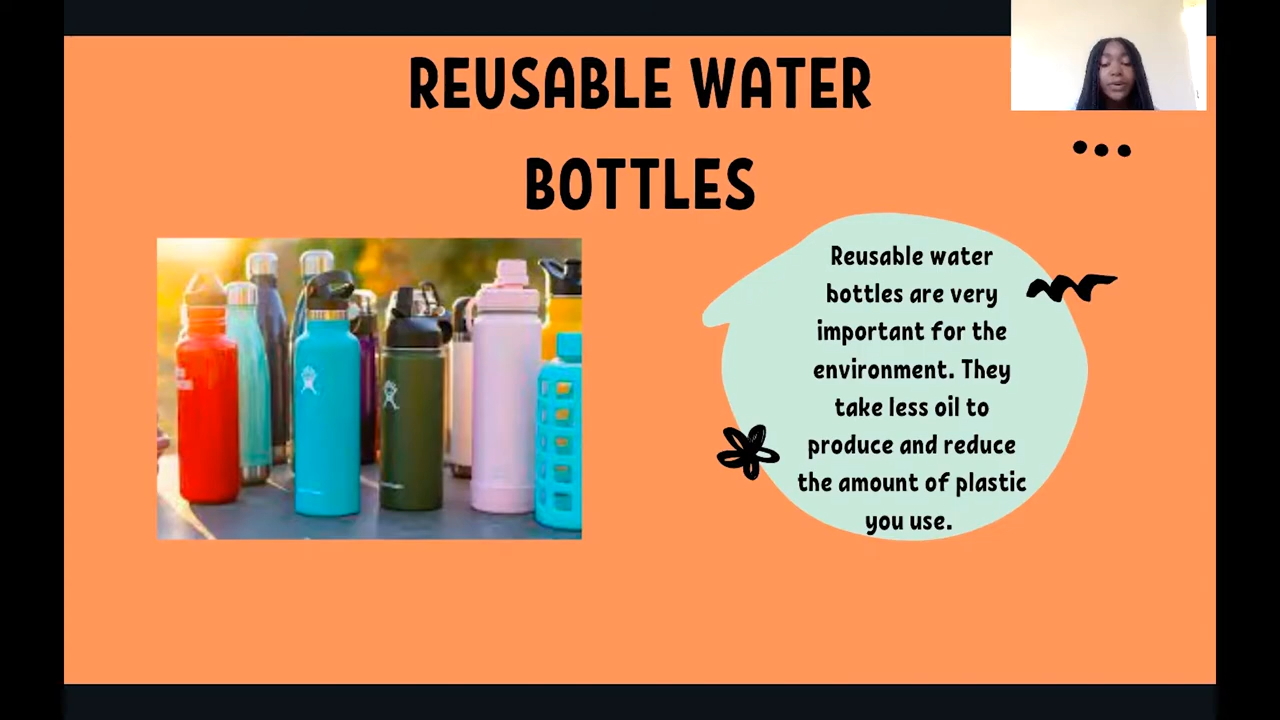 REUSABLE WATER
BOTTLES
Reusable water
bottles are very
important for the
environment. They
take less oil to
produce and reduce
the amount of plastic
you use.